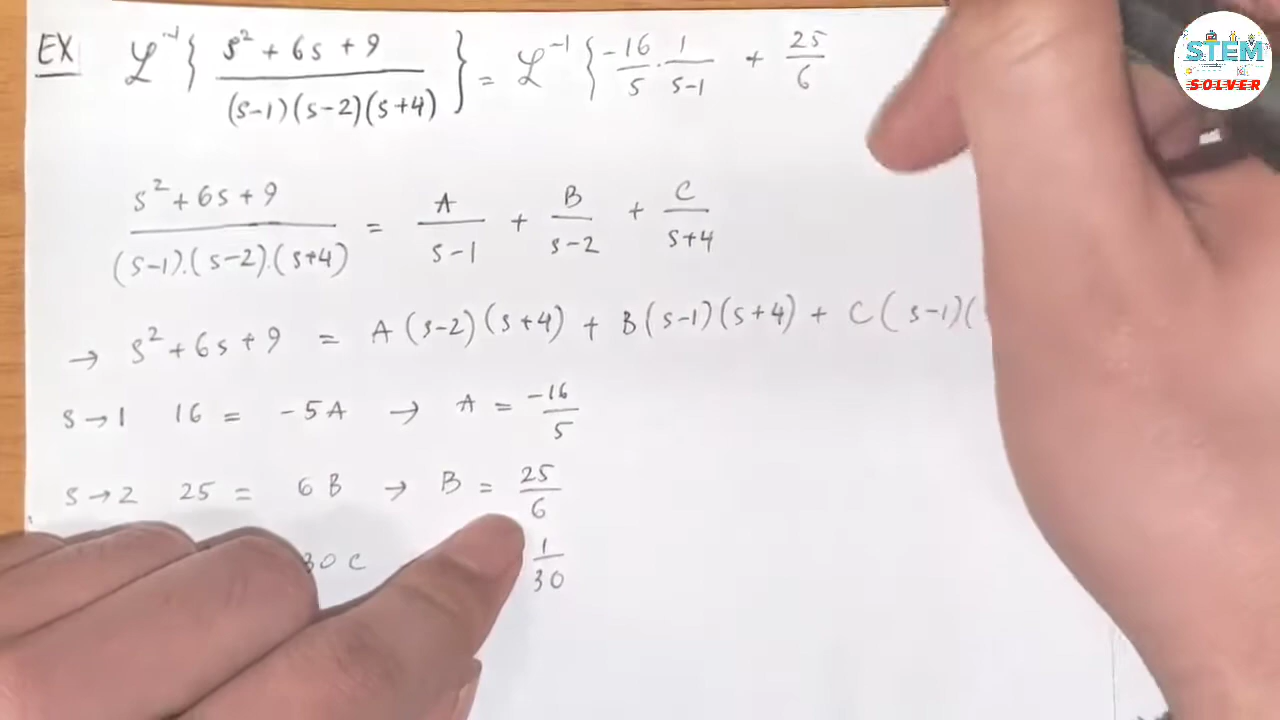 EX ℒ⁻¹{ s² + 6s + 9 / (s-1)(s-2)(s+4) } = ℒ⁻¹{ -16/5 · 1/s-1 + 25/6
STEM
SOLVER
s² + 6s + 9 / (s-1).(s-2).(s+4) = A/s-1 + B/s-2 + C/s+4
→ s² + 6s + 9 = A(s-2)(s+4) + B(s-1)(s+4) + C(s-1)(
s→1 16 = -5A → A = -16/5
s→2 25 = 6B → B = 25/6
30C 1/30